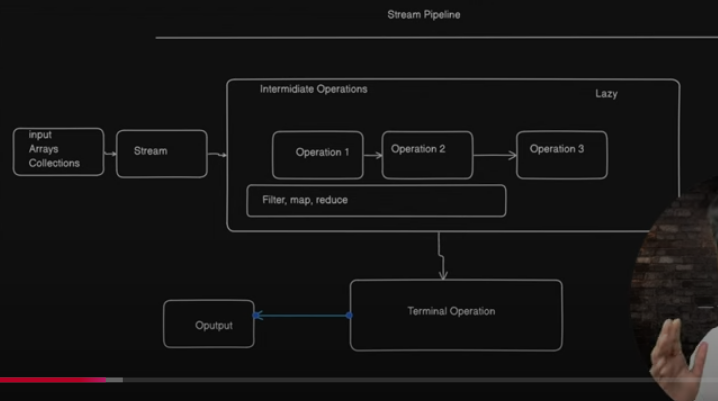 Stream Pipeline
Intermidiate Operations
Lazy
input
Arrays
Collections
Stream
Operation 1
Operation 2
Operation 3
Filter, map, reduce
Terminal Operation
Oputput